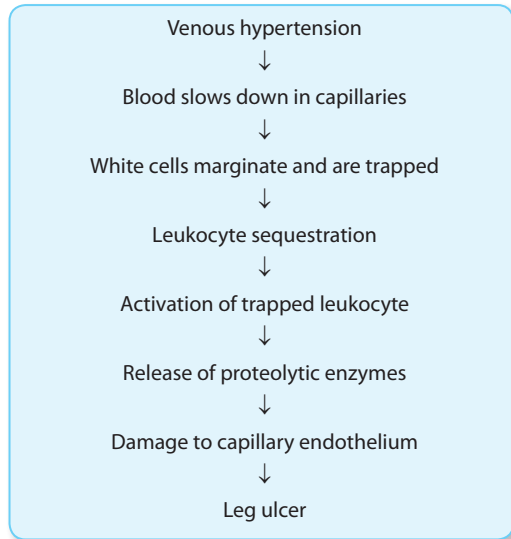 Venous hypertension
↓
Blood slows down in capillaries
↓
White cells marginate and are trapped
↓
Leukocyte sequestration
↓
Activation of trapped leukocyte
↓
Release of proteolytic enzymes
↓
Damage to capillary endothelium
↓
Leg ulcer